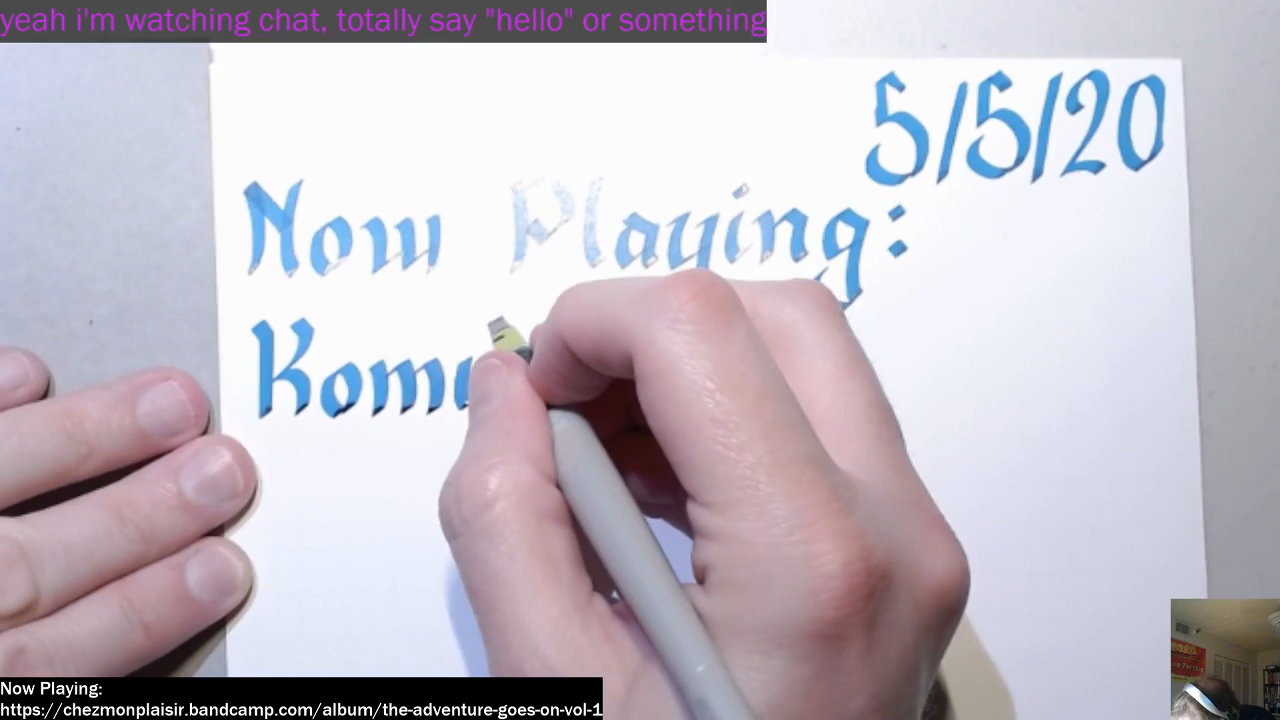 yeah i'm watching chat, totally say "hello" or something
5/5/20
Now Playing:
Kom
Now Playing:
https://chezmonplaisir.bandcamp.com/album/the-adventure-goes-on-vol-1